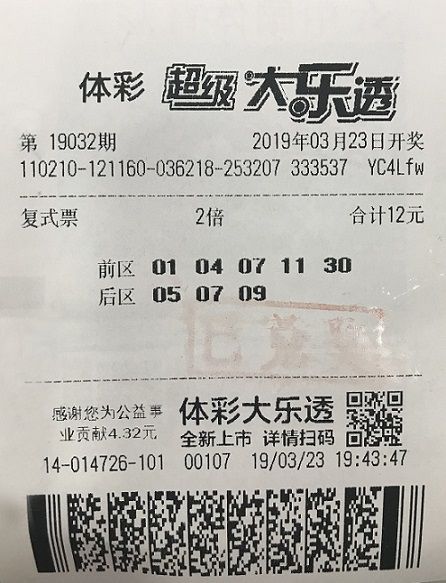 体彩 超级大乐透
第 19032期 2019年03月23日开奖
110210-121160-036218-253207 333537 YC4Lfw
复式票 2倍 合计12元
前区 01 04 07 11 30
后区 05 07 09
已兑奖
感谢您为公益事
业贡献4.32元
体彩大乐透
全新上市 详情扫码
14-014726-101 00107 19/03/23 19:43:47